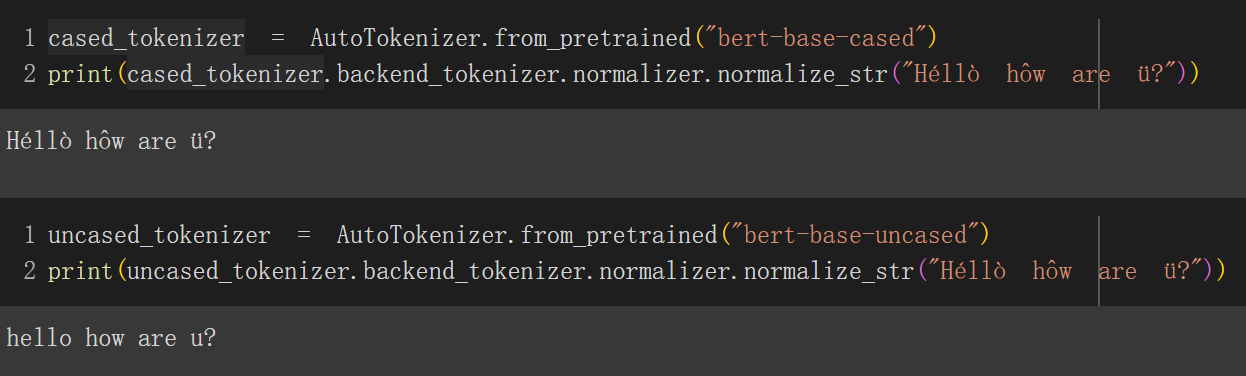 1 cased_tokenizer = AutoTokenizer.from_pretrained("bert-base-cased")
2 print(cased_tokenizer.backend_tokenizer.normalizer.normalize_str("Héllò hôw are ü?"))
Héllò hôw are ü?
1 uncased_tokenizer = AutoTokenizer.from_pretrained("bert-base-uncased")
2 print(uncased_tokenizer.backend_tokenizer.normalizer.normalize_str("Héllò hôw are ü?"))
hello how are u?